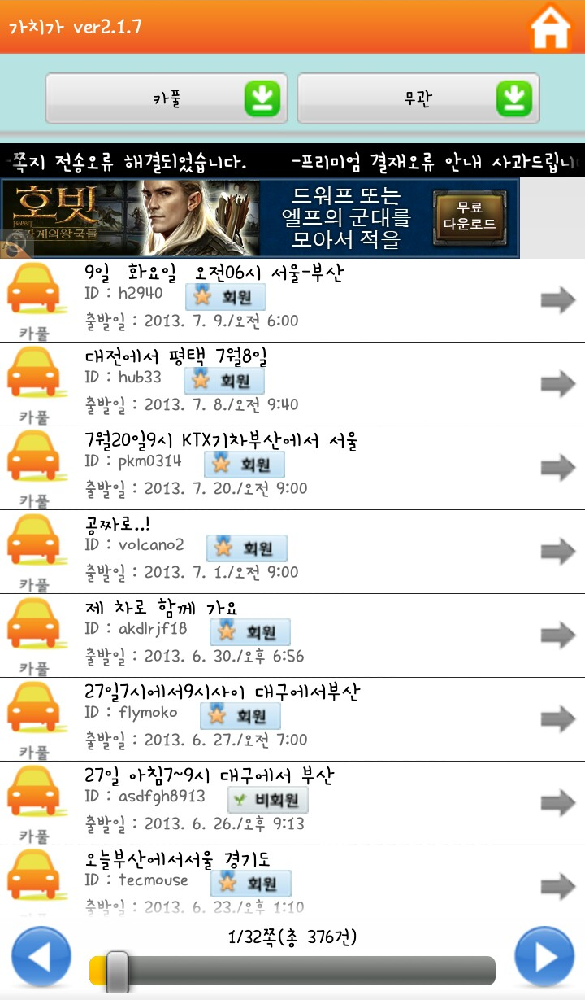 가치가 ver2.1.7
카풀
무관
-쪽지 전송오류 해결되었습니다. -프리미엄 결재오류 안내 사과드립니
호빗
HOBBIT
중간계의왕국들
드워프 또는
엘프의 군대를
모아서 적을
무료
다운로드
9일 화요일 오전06시 서울-부산
ID : h2940 회원
출발일 : 2013. 7. 9./오전 6:00
카풀
대전에서 평택 7월8일
ID : hub33 회원
출발일 : 2013. 7. 8./오전 9:40
카풀
7월20일9시 KTX기차부산에서 서울
ID : pkm0314 회원
출발일 : 2013. 7. 20./오전 9:00
카풀
공짜로..!
ID : volcano2 회원
출발일 : 2013. 7. 1./오전 9:00
카풀
제 차로 함께 가요
ID : akdlrjf18 회원
출발일 : 2013. 6. 30./오후 6:56
카풀
27일7시에서9시사이 대구에서부산
ID : flymoko 회원
출발일 : 2013. 6. 27./오전 7:00
카풀
27일 아침7~9시 대구에서 부산
ID : asdfgh8913 비회원
출발일 : 2013. 6. 26./오후 9:13
카풀
오늘부산에서서울 경기도
ID : tecmouse 회원
출발일 : 2013. 6. 23./오후 1:10
1/32쪽(총 376건)